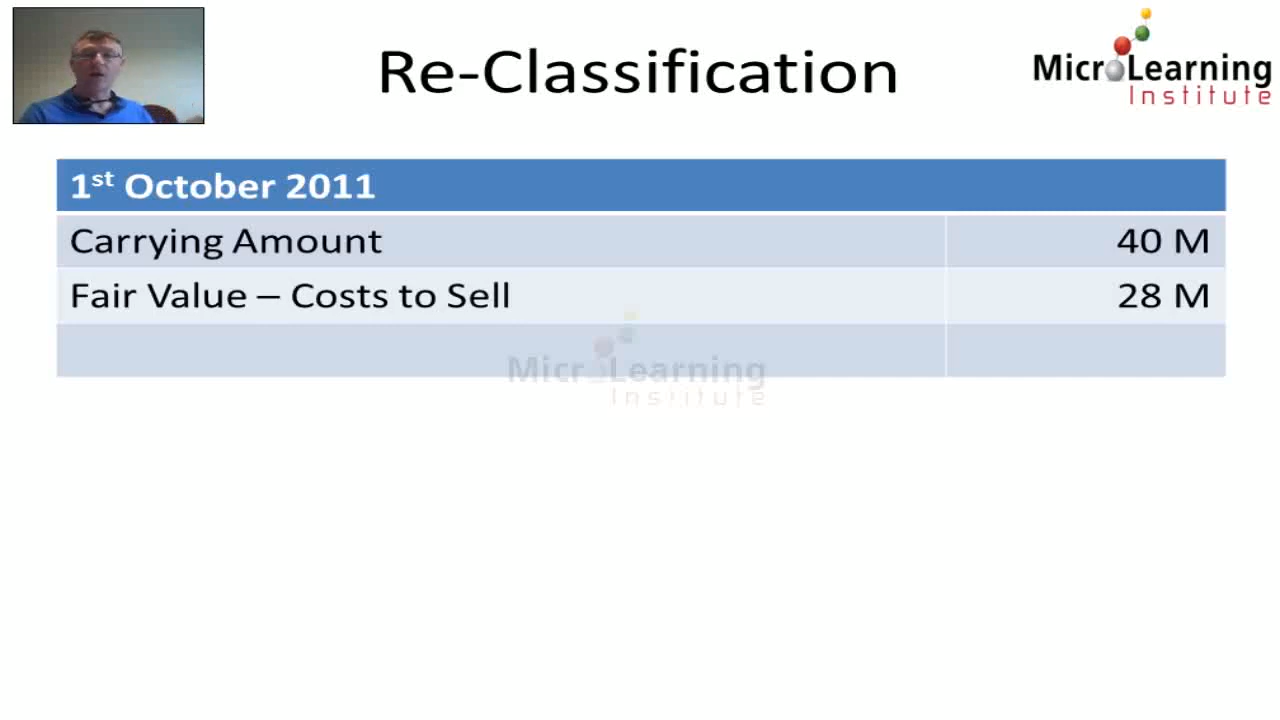 Re-Classification
MicroLearning
Institute
1st October 2011
Carrying Amount 40 M
Fair Value – Costs to Sell 28 M
MicroLearning
Institute